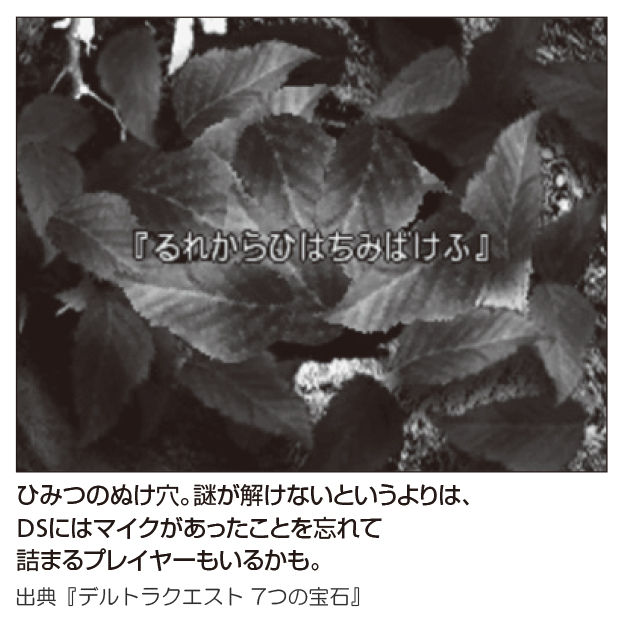 『るれからひはちみばけふ』
ひみつのぬけ穴。謎が解けないというよりは、
DSにはマイクがあったことを忘れて
詰まるプレイヤーもいるかも。
出典『デルトラクエスト 7つの宝石』